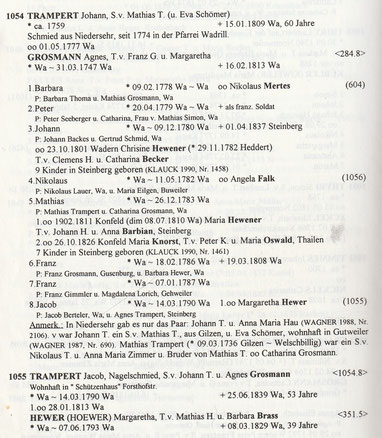 1054 TRAMPERT Johann, S.v. Mathias T. (u. Eva Schömer)
* ca. 1759 + 15.01.1809 Wa, 60 Jahre
Schmied aus Niedersehr, seit 1774 in der Pfarrei Wadrill.
oo 01.05.1777 Wa
GROSMANN Agnes, T.v. Franz G. u. Margaretha <284.8>
* Wa ~ 31.03.1747 Wa + 16.02.1813 Wa
1.Barbara * 09.02.1778 Wa ~ Wa oo Nikolaus Mertes (604)
P: Barbara Thoma u. Mathias Grosmann, Wa
2.Peter * 20.04.1779 Wa ~ Wa + als franz. Soldat
P: Peter Seeberger u. Catharina, Frau v. Mathias Simon, Wa
3.Johann * Wa ~ 09.12.1780 Wa + 01.04.1837 Steinberg
P: Johann Backes u. Gertrud Schmid, Wa
oo 23.10.1801 Wadern Chrisine Hewener (* 29.11.1782 Heddert)
T.v. Clemens H. u. Catharina Becker
9 Kinder in Steinberg geboren (KLAUCK 1990, Nr. 1458)
4.Nikolaus * Wa ~ 11.05.1782 Wa oo Angela Falk (1056)
P: Nikolaus Lauer, Wa, u. Maria Eilgen, Buweiler
5.Mathias * Wa ~ 26.12.1783 Wa
P: Mathias Trampert u. Catharina Grosmann, Wa
1.oo 1902.1811 Konfeld (dim 08.07.1810 Wa) Maria Hewener
T.v. Johann H. u. Anna Barbian, Steinberg
2.oo 26.10.1826 Konfeld Maria Knorst, T.v. Peter K. u. Maria Oswald, Thailen
7 Kinder in Steinberg geboren (KLAUCK 1990, Nr. 1461)
6.Franz * Wa ~ 18.02.1786 Wa + 19.03.1808 Wa
P: Franz Grosmann, Gusenburg, u. Barbara Hewer, Wa
7.Franz * Wa ~ 07.01.1787 Wa
P: Franz Gimmler u. Magdalena Lorich, Gehweiler
8.Jacob * Wa ~ 14.03.1790 Wa 1.oo Margaretha Hewer (1055)
P: Jacob Berteler, Wa, u. Agnes Trampert, Steinberg
Anmerk.: In Niedersehr gab es nur das Paar: Johann T. u. Anna Maria Hau (WAGNER 1988, Nr.
2106). v war Johann T. ein S.v. Mathias T., aus Gilzen, u. Eva Schömer, wohnhaft in Gutweiler
(WAGNER 1987, Nr. 690). Mathias Trampert (* 09.03.1736 Gilzen ~ Welschbillig) war ein S.v.
Nikolaus T. u. Anna Maria Zimmer u. Bruder von Mathias T. oo Catharina Grosmann.
1055 TRAMPERT Jacob, Nagelschmied, S.v. Johann T. u. Agnes Grosmann <1054.8>
Wohnhaft in " Schützenhaus" Forsthofstr.
* Wa ~ 14.03.1790 Wa + 25.06.1839 Wa, 53 Jahre
1.oo 28.01.1813 Wa
HEWER (HOEWER) Margaretha, T.v. Mathias H. u. Barbara Brass <351.5>
* Wa ~ 07.06.1793 Wa + 08.03.1829 Wa, 39 Jahre